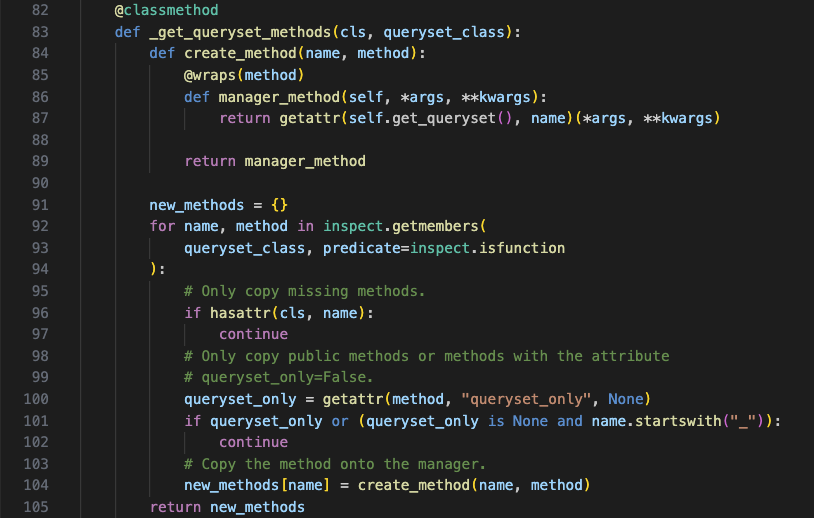 82 @classmethod
83 def _get_queryset_methods(cls, queryset_class):
84 def create_method(name, method):
85 @wraps(method)
86 def manager_method(self, *args, **kwargs):
87 return getattr(self.get_queryset(), name)(*args, **kwargs)
88
89 return manager_method
90
91 new_methods = {}
92 for name, method in inspect.getmembers(
93 queryset_class, predicate=inspect.isfunction
94 ):
95 # Only copy missing methods.
96 if hasattr(cls, name):
97 continue
98 # Only copy public methods or methods with the attribute
99 # queryset_only=False.
100 queryset_only = getattr(method, "queryset_only", None)
101 if queryset_only or (queryset_only is None and name.startswith("_")):
102 continue
103 # Copy the method onto the manager.
104 new_methods[name] = create_method(name, method)
105 return new_methods